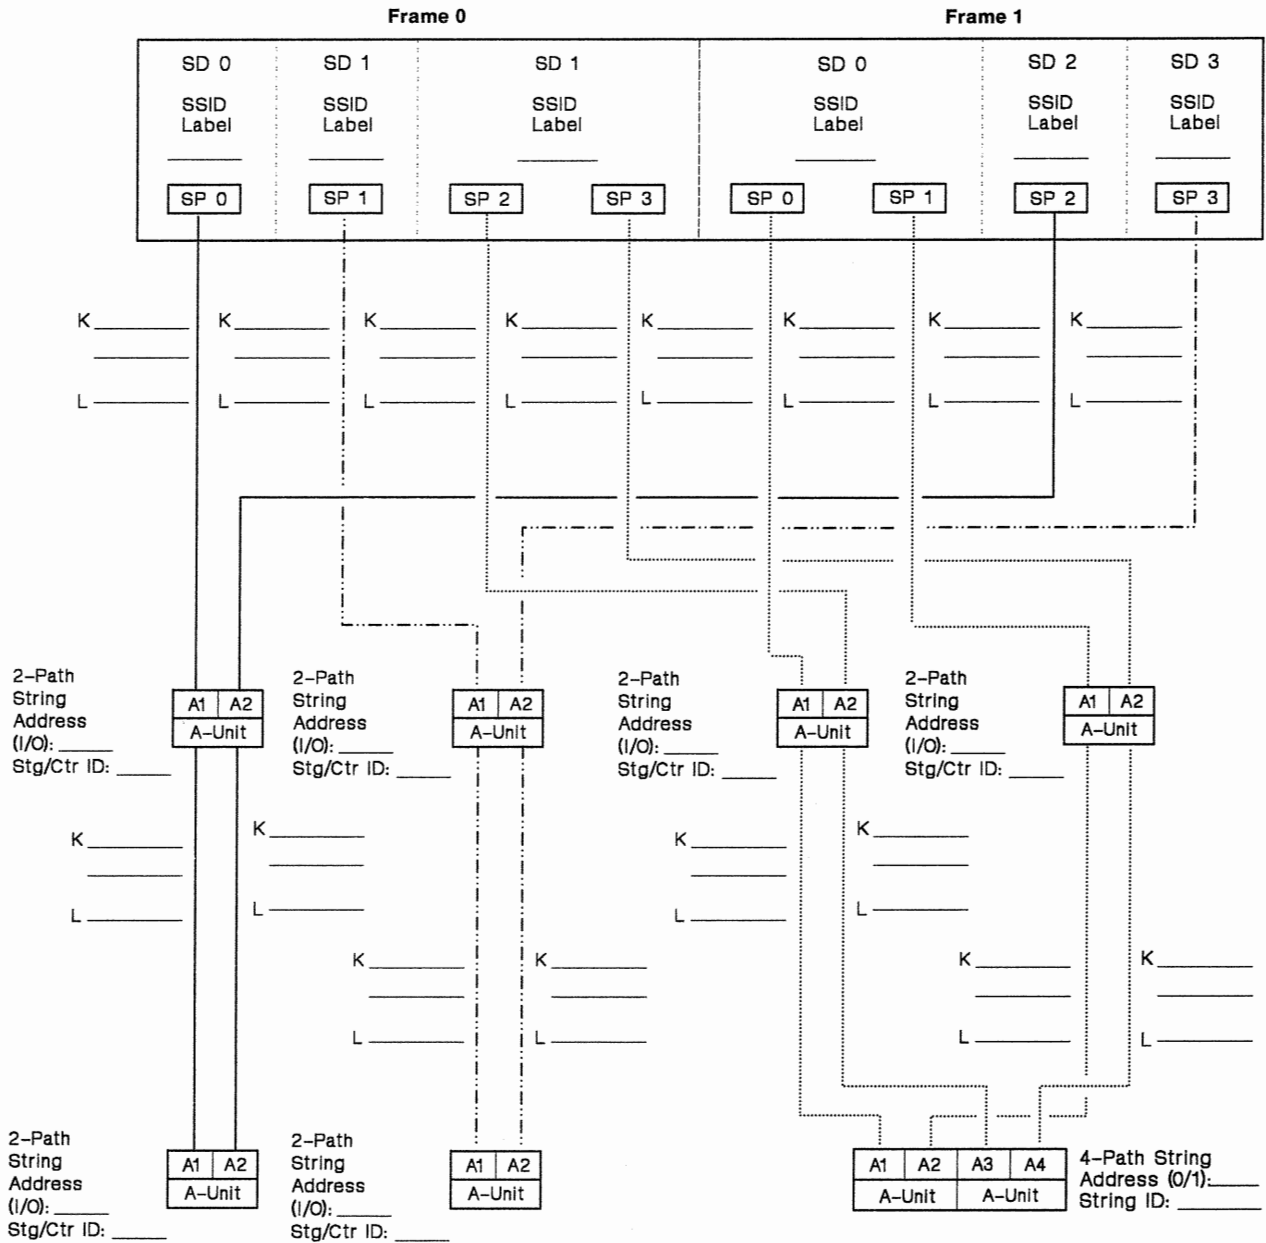 Frame 0 Frame 1
SD 0 SD 1 SD 1 SD 0 SD 2 SD 3
SSID SSID SSID SSID SSID SSID
Label Label Label Label Label Label
SP 0 SP 1 SP 2 SP 3 SP 0 SP 1 SP 2 SP 3
K K K K K K K K
L L L L L L L L
2-Path
String
Address
(I/O):
Stg/Ctr ID:
A1 A2
A-Unit
2-Path
String
Address
(I/O):
Stg/Ctr ID:
A1 A2
A-Unit
2-Path
String
Address
(I/O):
Stg/Ctr ID:
A1 A2
A-Unit
2-Path
String
Address
(I/O):
Stg/Ctr ID:
A1 A2
A-Unit
K K K K
L L L L
K K K K
L L L L
2-Path
String
Address
(I/O):
Stg/Ctr ID:
A1 A2
A-Unit
2-Path
String
Address
(I/O):
Stg/Ctr ID:
A1 A2
A-Unit
A1 A2 A3 A4
A-Unit A-Unit
4-Path String
Address (0/1):
String ID: